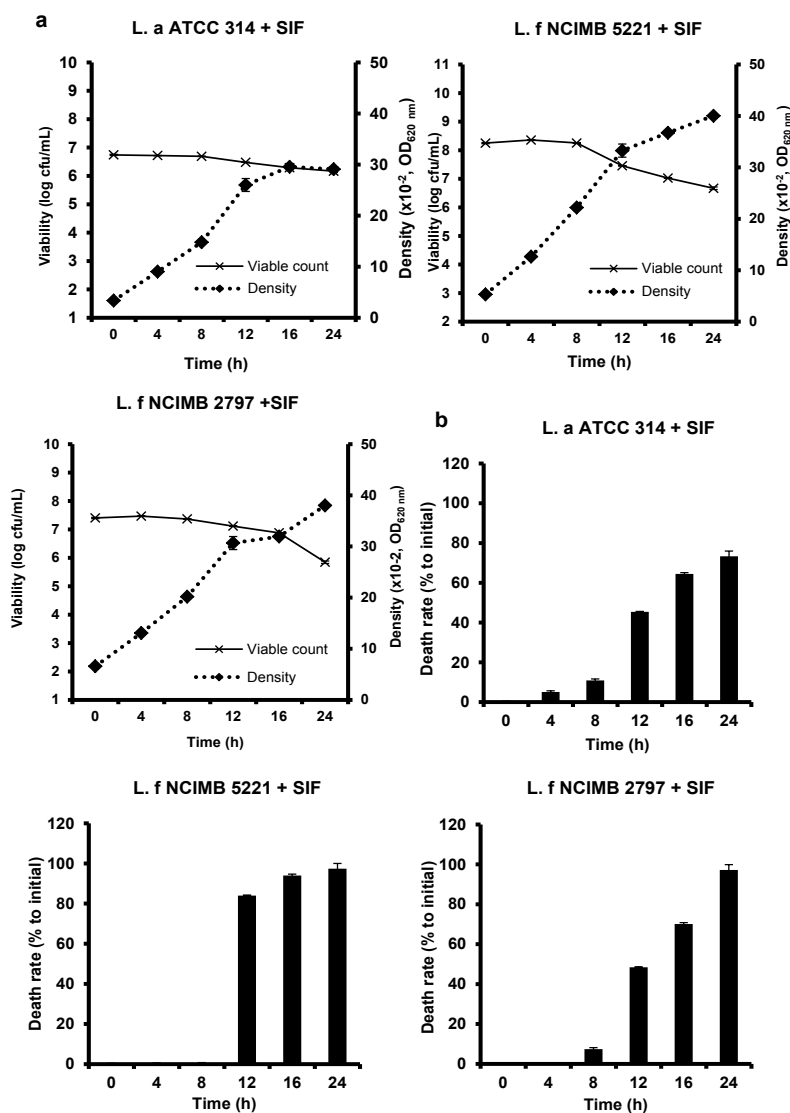 a
L. a ATCC 314 + SIF
10
9
8
7
6
5
4
3
2
1
Viability (log cfu/mL)
50
40
30
20
10
0
Density (x10-2, OD620 nm)
Viable count
Density
0 4 8 12 16 24
Time (h)
L. f NCIMB 5221 + SIF
11
10
9
8
7
6
5
4
3
2
Viability (log cfu/mL)
50
40
30
20
10
0
Density (x10-2, OD620 nm)
Viable count
Density
0 4 8 12 16 24
Time (h)
L. f NCIMB 2797 +SIF
10
9
8
7
6
5
4
3
2
1
Viability (log cfu/mL)
50
40
30
20
10
0
Density (x10-2, OD620 nm)
Viable count
Density
0 4 8 12 16 24
Time (h)
b
L. a ATCC 314 + SIF
120
100
80
60
40
20
0
Death rate (% to initial)
0 4 8 12 16 24
Time (h)
L. f NCIMB 5221 + SIF
120
100
80
60
40
20
0
Death rate (% to initial)
0 4 8 12 16 24
Time (h)
L. f NCIMB 2797 + SIF
120
100
80
60
40
20
0
Death rate (% to initial)
0 4 8 12 16 24
Time (h)